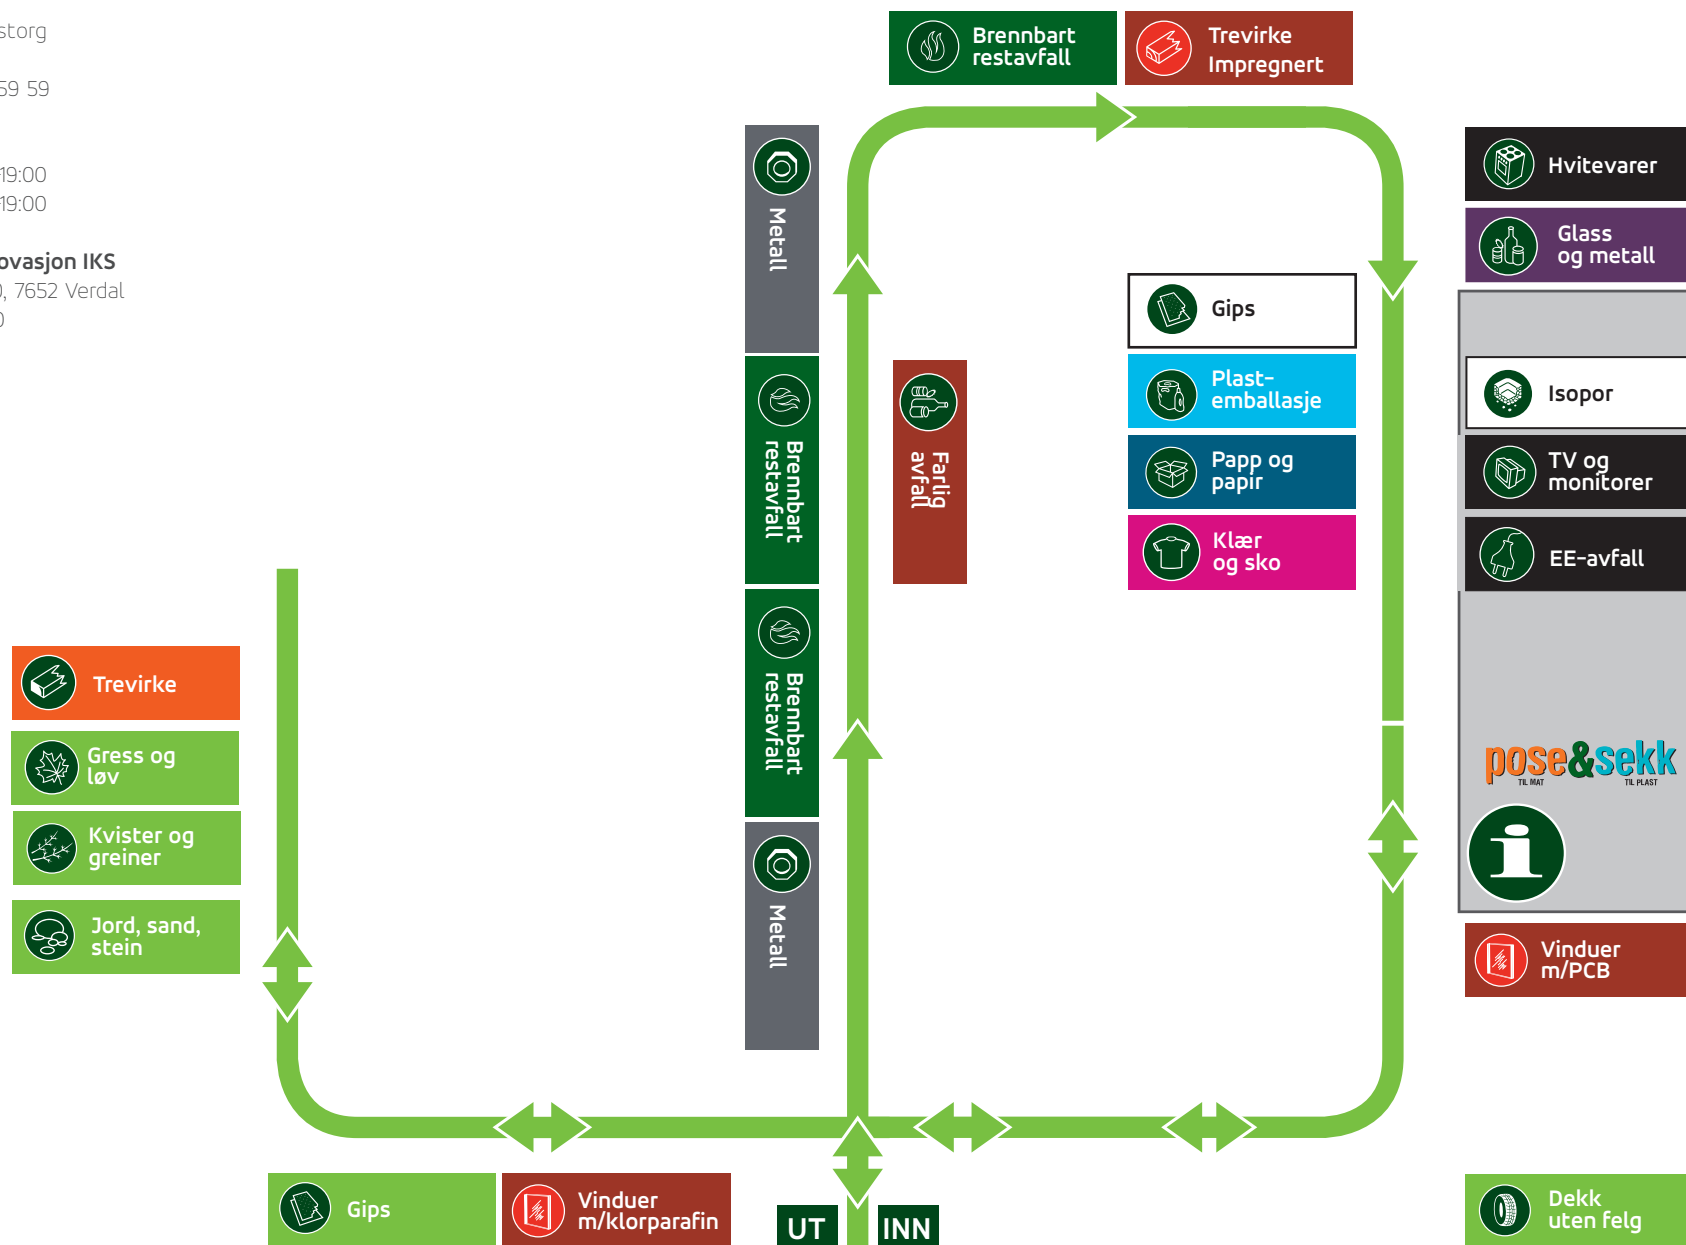 storg
59 59
19:00
19:00
ovasjon IKS
, 7652 Verdal
Brennbart
restavfall
Trevirke
Impregnert
Metall
Brennbart
restavfall
Brennbart
restavfall
Metall
Farlig
avfall
Gips
Plast-
emballasje
Papp og
papir
Klær
og sko
Hvitevarer
Glass
og metall
Isopor
TV og
monitorer
EE-avfall
pose&sekk
TIL MAT TIL PLAST
i
Vinduer
m/PCB
Trevirke
Gress og
løv
Kvister og
greiner
Jord, sand,
stein
Gips
Vinduer
m/klorparafin
UT
INN
Dekk
uten felg